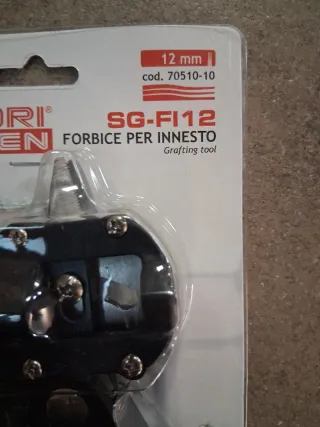 12 mm
cod. 70510-10
SG-FI12
FORBICE PER INNESTO
Grafting tool